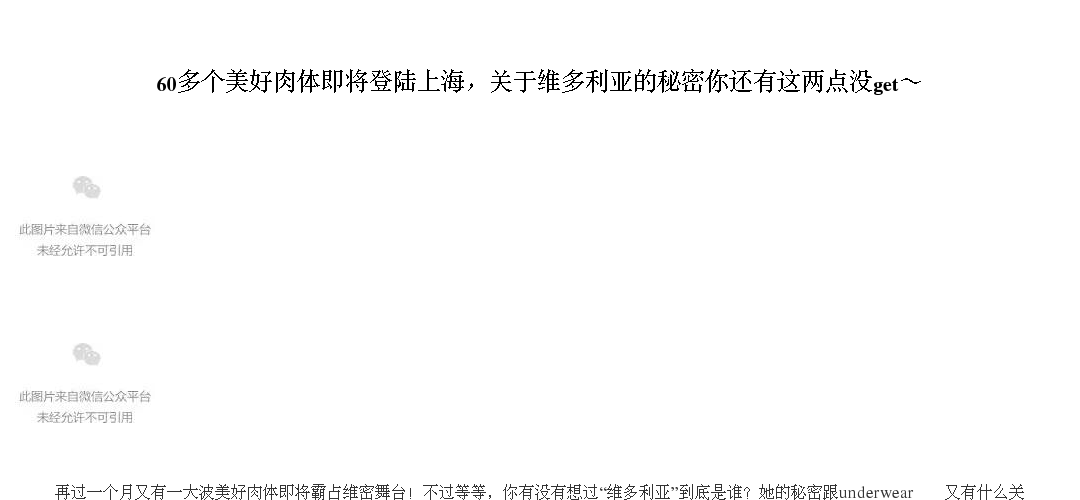 60多个美好肉体即将登陆上海，关于维多利亚的秘密你还有这两点没get～
此图片来自微信公众平台
未经允许不可引用
此图片来自微信公众平台
未经允许不可引用
再过一个月又有一大波美好肉体即将霸占维密舞台！不过等等，你有没有想过“维多利亚”到底是谁？她的秘密跟underwear 又有什么关